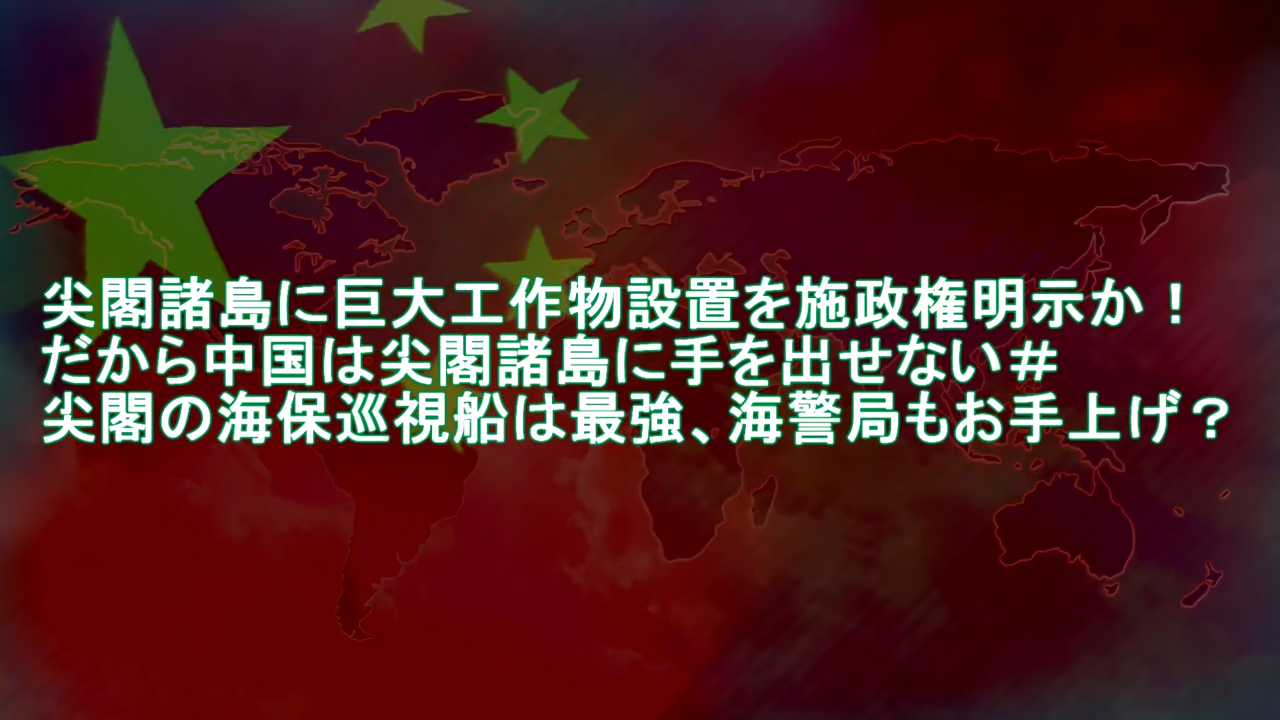 尖閣諸島に巨大工作物設置を施政権明示か！
だから中国は尖閣諸島に手を出せない＃
尖閣の海保巡視船は最強、海警局もお手上げ？